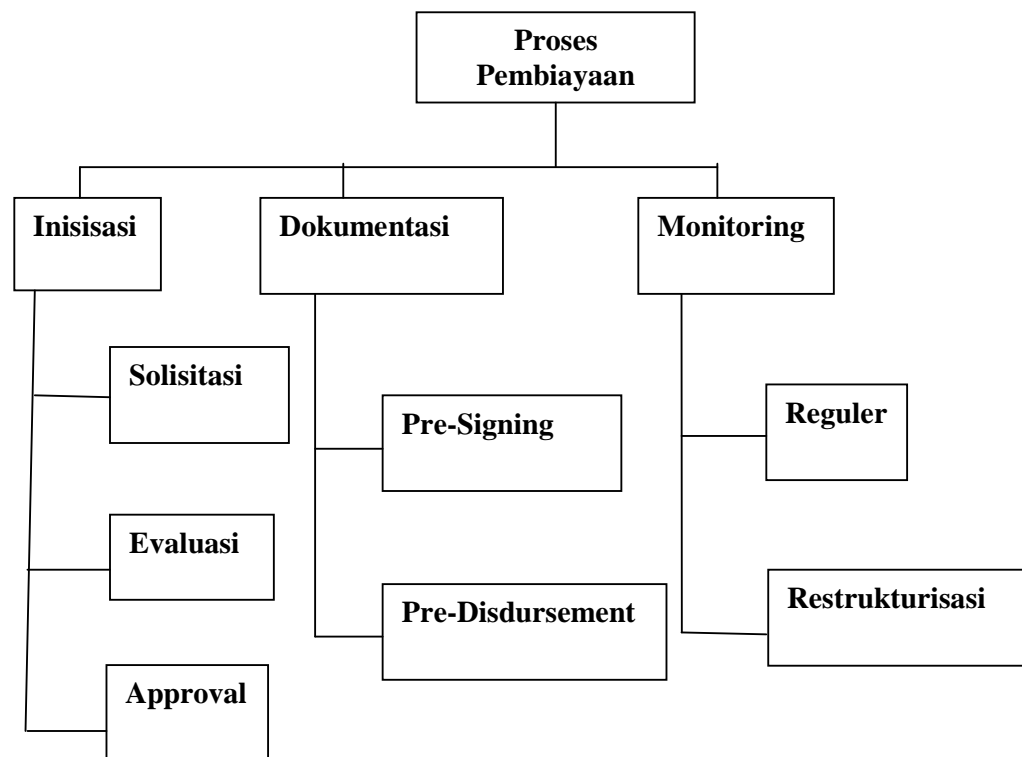 Proses
Pembiayaan
Inisisasi
Dokumentasi
Monitoring
Solisitasi
Pre-Signing
Reguler
Evaluasi
Pre-Disdursement
Restrukturisasi
Approval